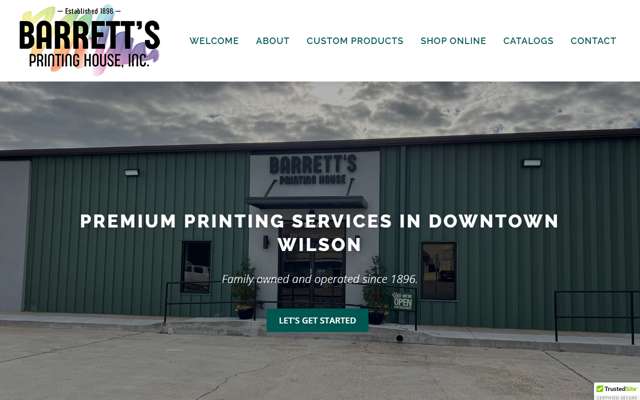 — Established 1896 —
BARRETT'S
PRINTING HOUSE, INC.
WELCOME ABOUT CUSTOM PRODUCTS SHOP ONLINE CATALOGS CONTACT
BARRETT'S
PRINTING HOUSE
PREMIUM PRINTING SERVICES IN DOWNTOWN
WILSON
Family owned and operated since 1896.
OPEN
LET'S GET STARTED
TrustedSite
CERTIFIED SECURE